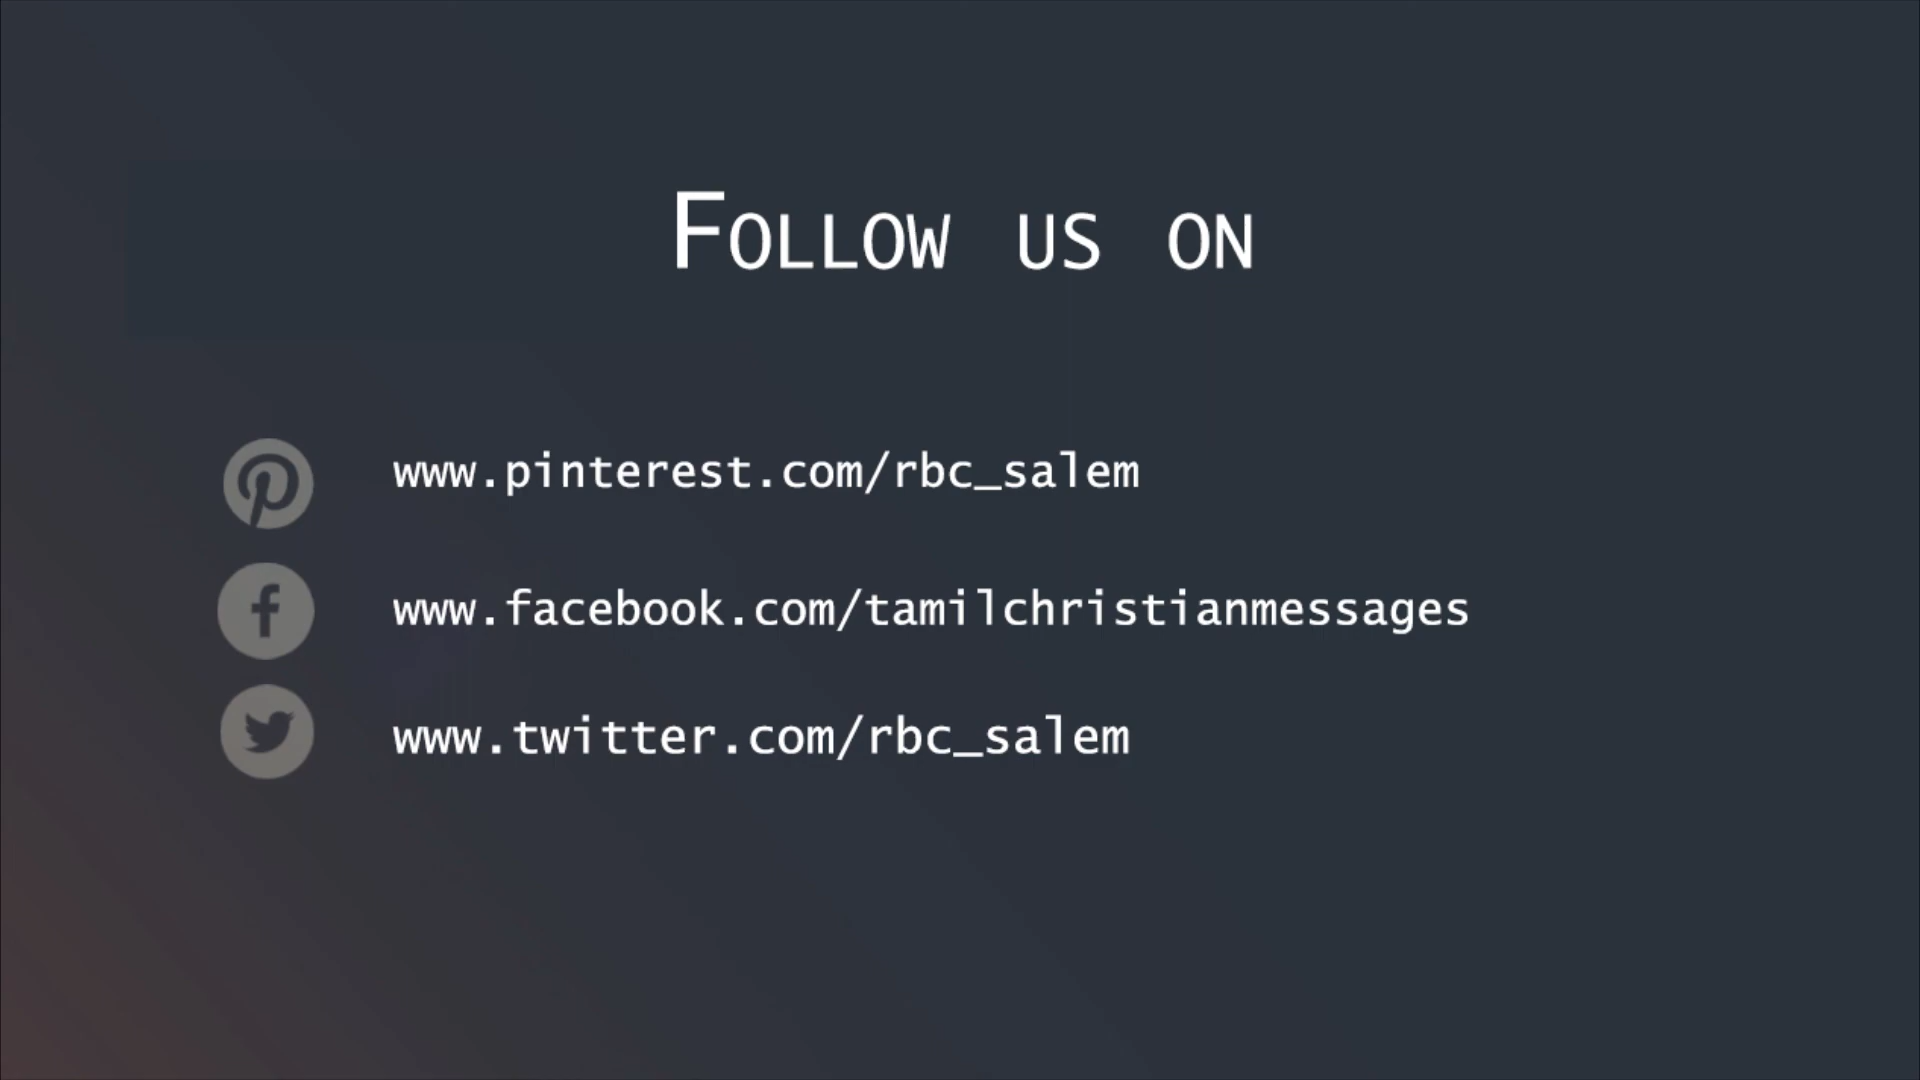 Follow us on
www.pinterest.com/rbc_salem
www.facebook.com/tamilchristianmessages
www.twitter.com/rbc_salem